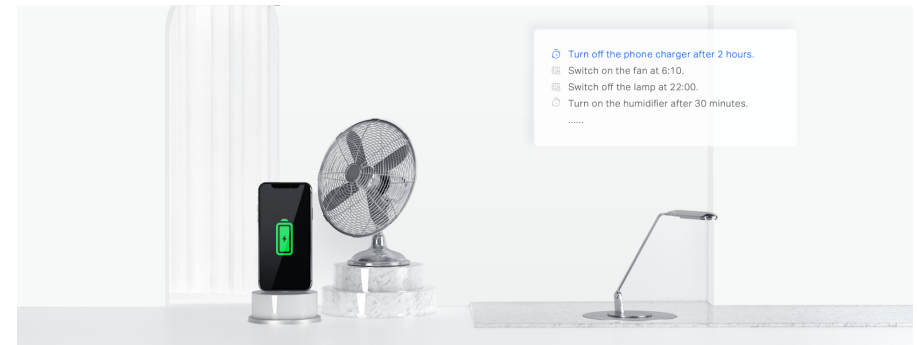 Turn off the phone charger after 2 hours.
Switch on the fan at 6:10.
Switch off the lamp at 22:00.
Turn on the humidifier after 30 minutes.
......